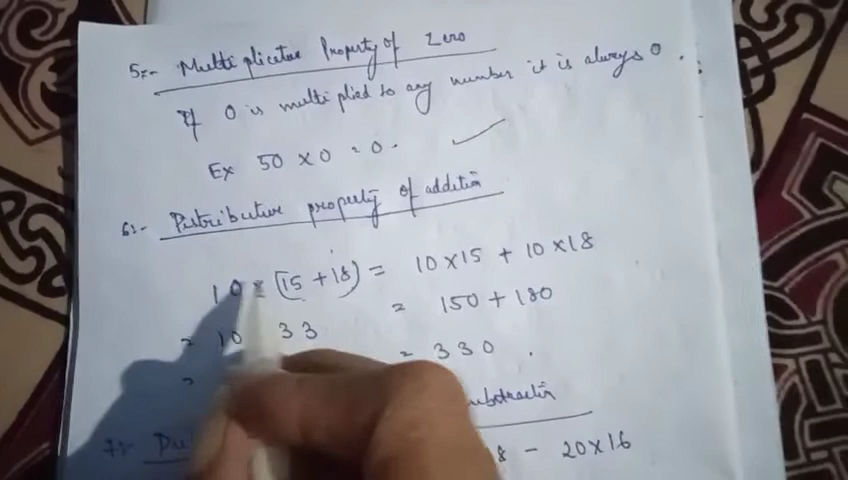 5:- Multiplicative Property of Zero
If 0 is multiplied to any number it is always 0.
Ex 50 × 0 = 0.
6:- Distributive property of addition
10 × (15 + 18) = 10 × 15 + 10 × 18
= 150 + 180
= 10 33
= 330.
=
7:-
8 - 20 × 16